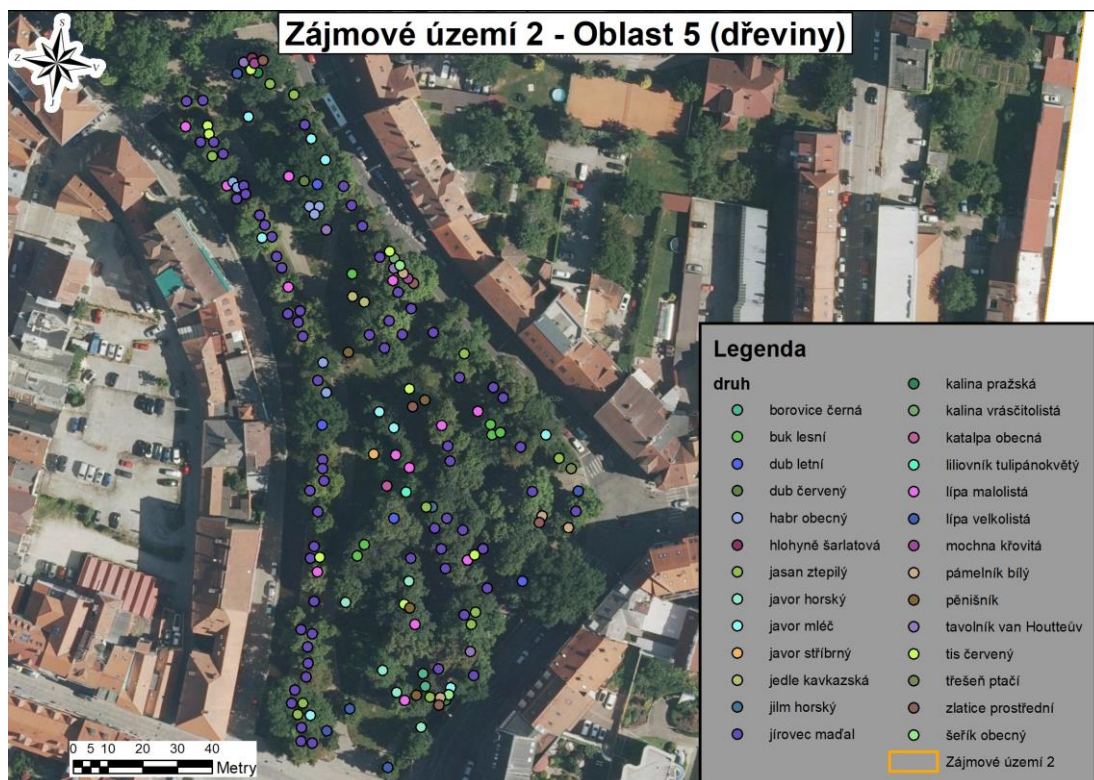 Zájmové území 2 - Oblast 5 (dřeviny)
S
Z
V
J
Legenda
druh
borovice černá
buk lesní
dub letní
dub červený
habr obecný
hlohyně šarlatová
jasan ztepilý
javor horský
javor mléč
javor stříbrný
jedle kavkazská
jilm horský
jírovec maďal
kalina pražská
kalina vrásčitolistá
katalpa obecná
liliovník tulipánokvětý
lípa malolistá
lípa velkolistá
mochna křovitá
pámelník bílý
pěnišník
tavolník van Houtteův
tis červený
třešeň ptačí
zlatice prostřední
šeřík obecný
Zájmové území 2
0 5 10 20 30 40
Metry